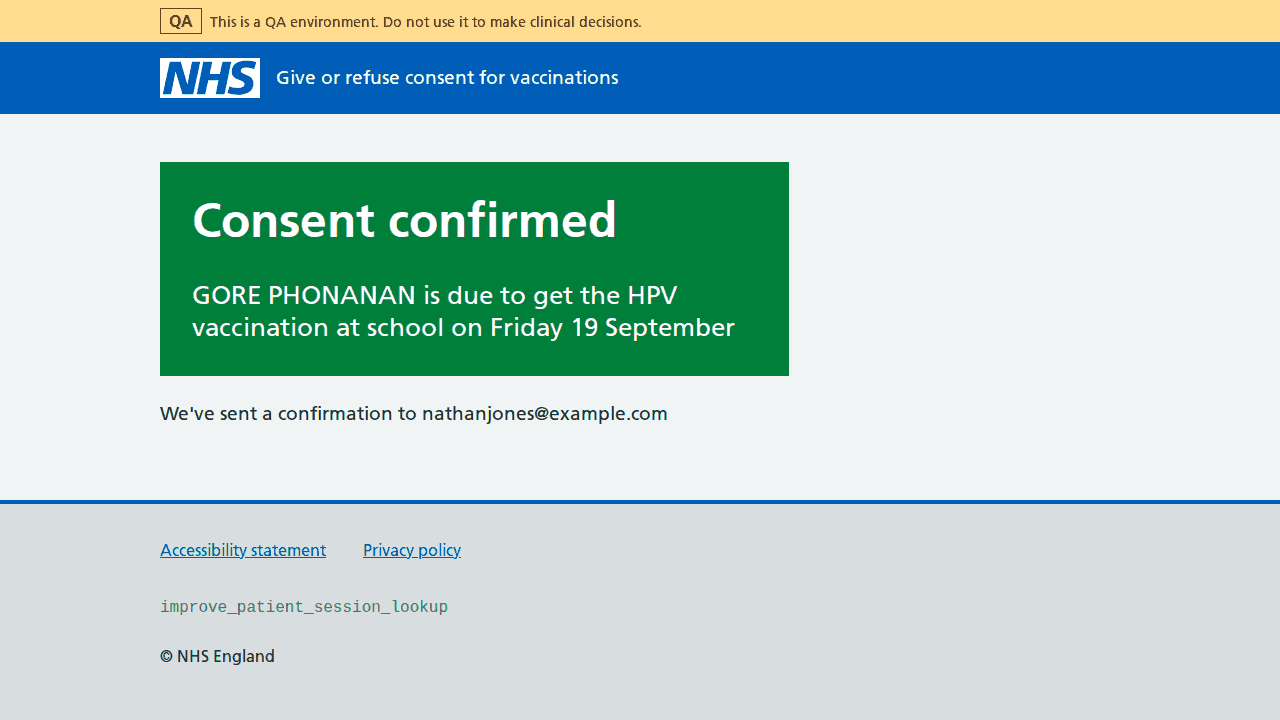 QA This is a QA environment. Do not use it to make clinical decisions.
NHS Give or refuse consent for vaccinations
Consent confirmed
GORE PHONANAN is due to get the HPV
vaccination at school on Friday 19 September
We've sent a confirmation to nathanjones@example.com
Accessibility statement Privacy policy
improve_patient_session_lookup
© NHS England